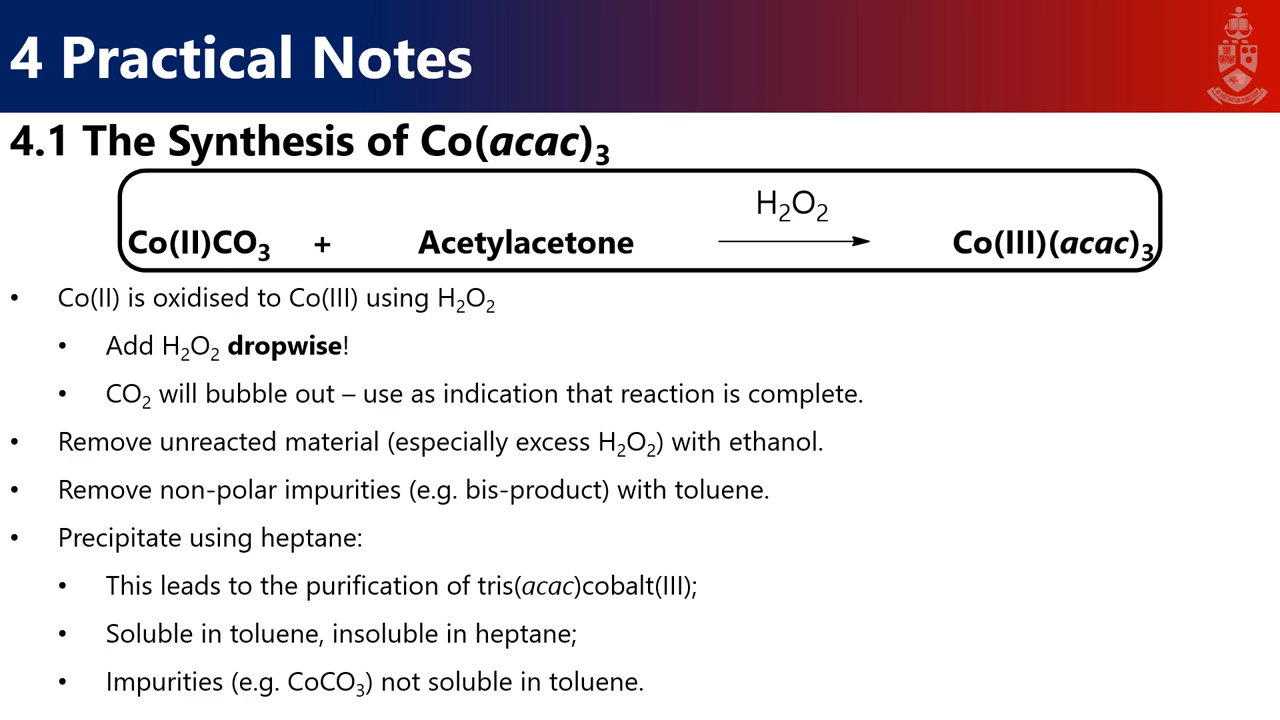 4 Practical Notes
4.1 The Synthesis of Co(acac)₃
H₂O₂
Co(II)CO₃ + Acetylacetone Co(III)(acac)₃
• Co(II) is oxidised to Co(III) using H₂O₂
• Add H₂O₂ dropwise!
• CO₂ will bubble out – use as indication that reaction is complete.
• Remove unreacted material (especially excess H₂O₂) with ethanol.
• Remove non-polar impurities (e.g. bis-product) with toluene.
• Precipitate using heptane:
• This leads to the purification of tris(acac)cobalt(III);
• Soluble in toluene, insoluble in heptane;
• Impurities (e.g. CoCO₃) not soluble in toluene.